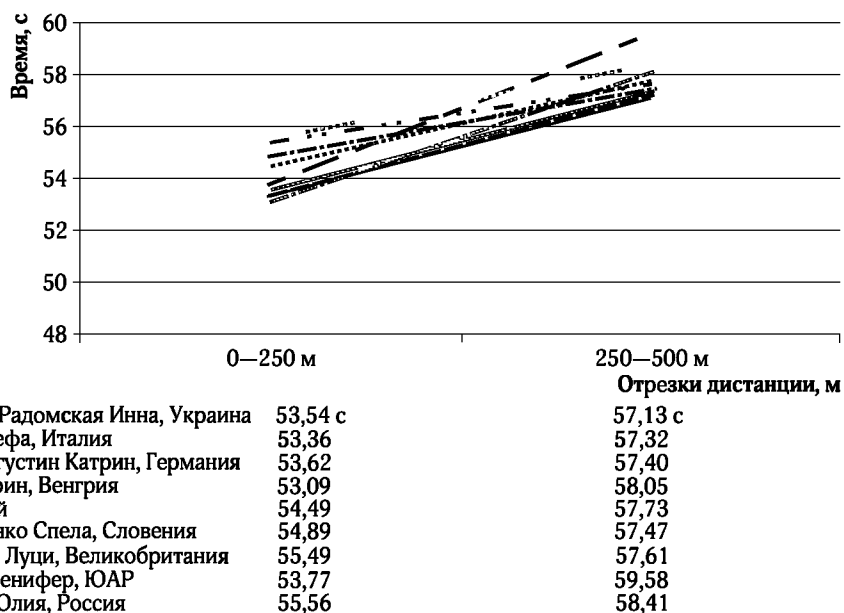 Время, с
60
58
56
54
52
50
48
0—250 м 250—500 м
Отрезки дистанции, м
Радомская Инна, Украина 53,54 с 57,13 с
ефа, Италия 53,36 57,32
густин Катрин, Германия 53,62 57,40
рин, Венгрия 53,09 58,05
й 54,49 57,73
нко Спела, Словения 54,89 57,47
Луци, Великобритания 55,49 57,61
енифер, ЮАР 53,77 59,58
Юлия, Россия 55,56 58,41